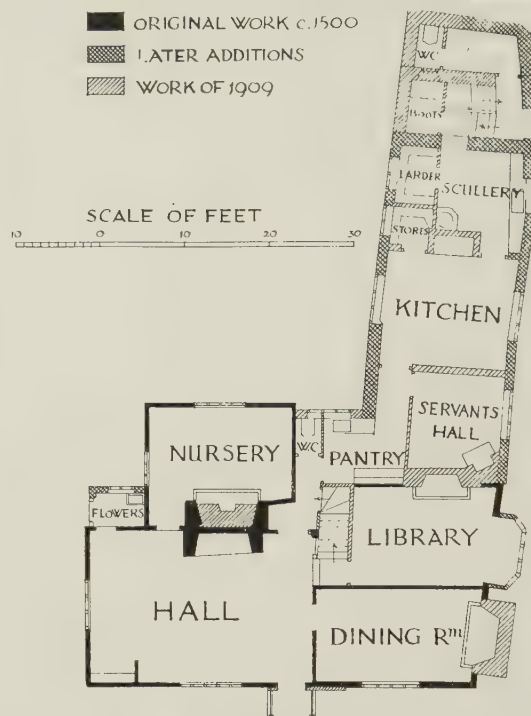 ORIGINAL WORK c.1500
LATER ADDITIONS
WORK OF 1909
SCALE OF FEET
10 0 10 20 30
WC
BOOTS
LARDER
SCULLERY
STORES
KITCHEN
SERVANTS
HALL
NURSERY
WC
PANTRY
FLOWERS
LIBRARY
HALL
DINING Rm